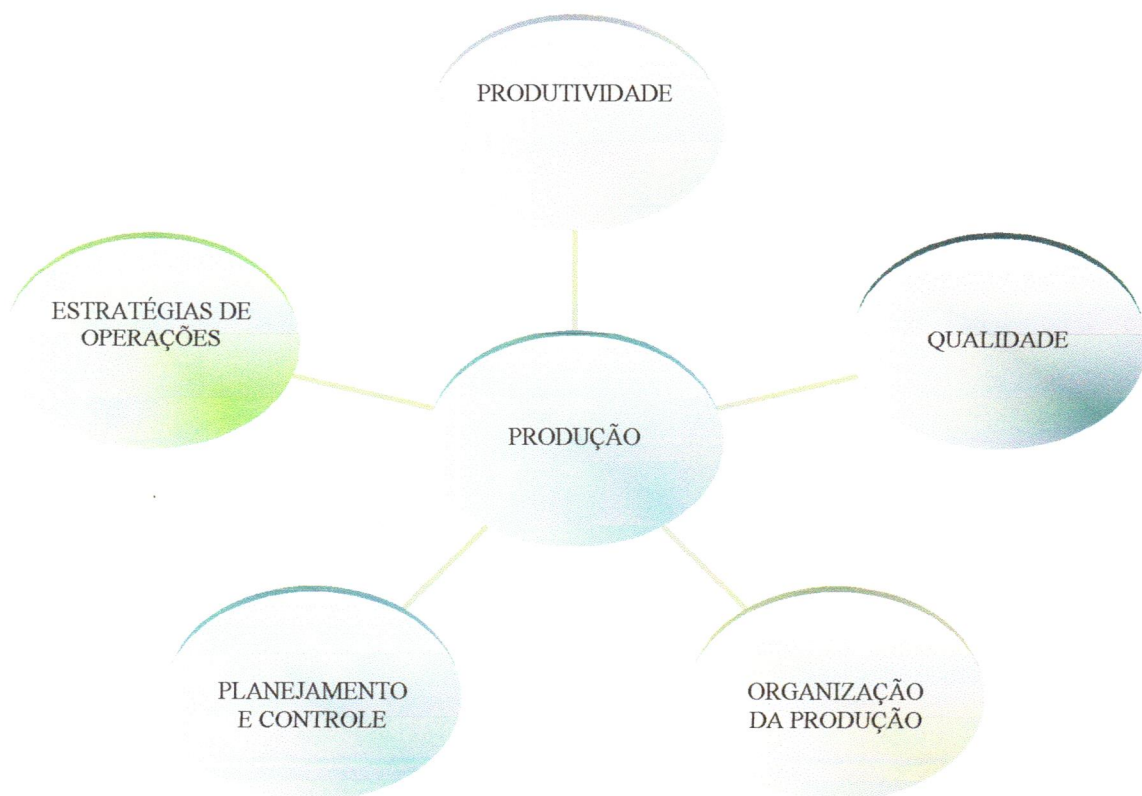 PRODUTIVIDADE
ESTRATÉGIAS DE
OPERAÇÕES
QUALIDADE
PRODUÇÃO
PLANEJAMENTO
E CONTROLE
ORGANIZAÇÃO
DA PRODUÇÃO